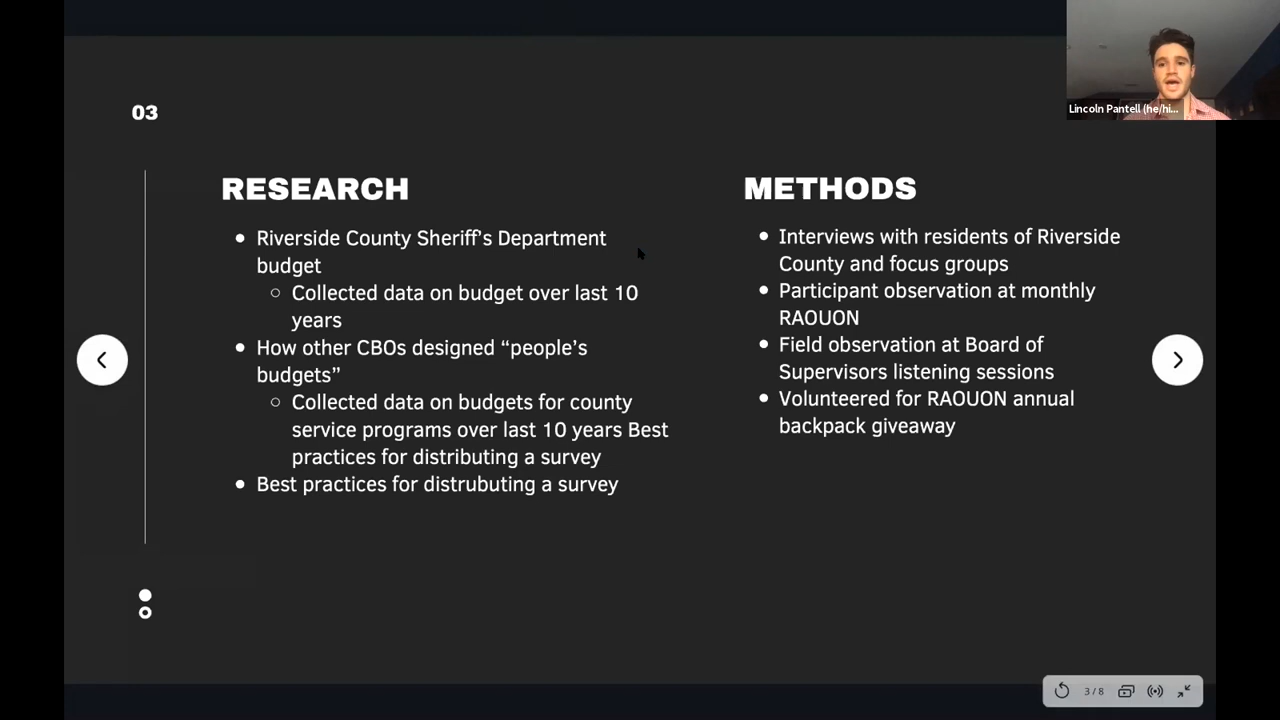 03
RESEARCH
Riverside County Sheriff's Department
budget
Collected data on budget over last 10
years
How other CBOs designed “people's
budgets”
Collected data on budgets for county
service programs over last 10 years Best
practices for distributing a survey
Best practices for distrubuting a survey
METHODS
Interviews with residents of Riverside
County and focus groups
Participant observation at monthly
RAOUON
Field observation at Board of
Supervisors listening sessions
Volunteered for RAOUON annual
backpack giveaway
Lincoln Pantell (he/hi...
3 / 8